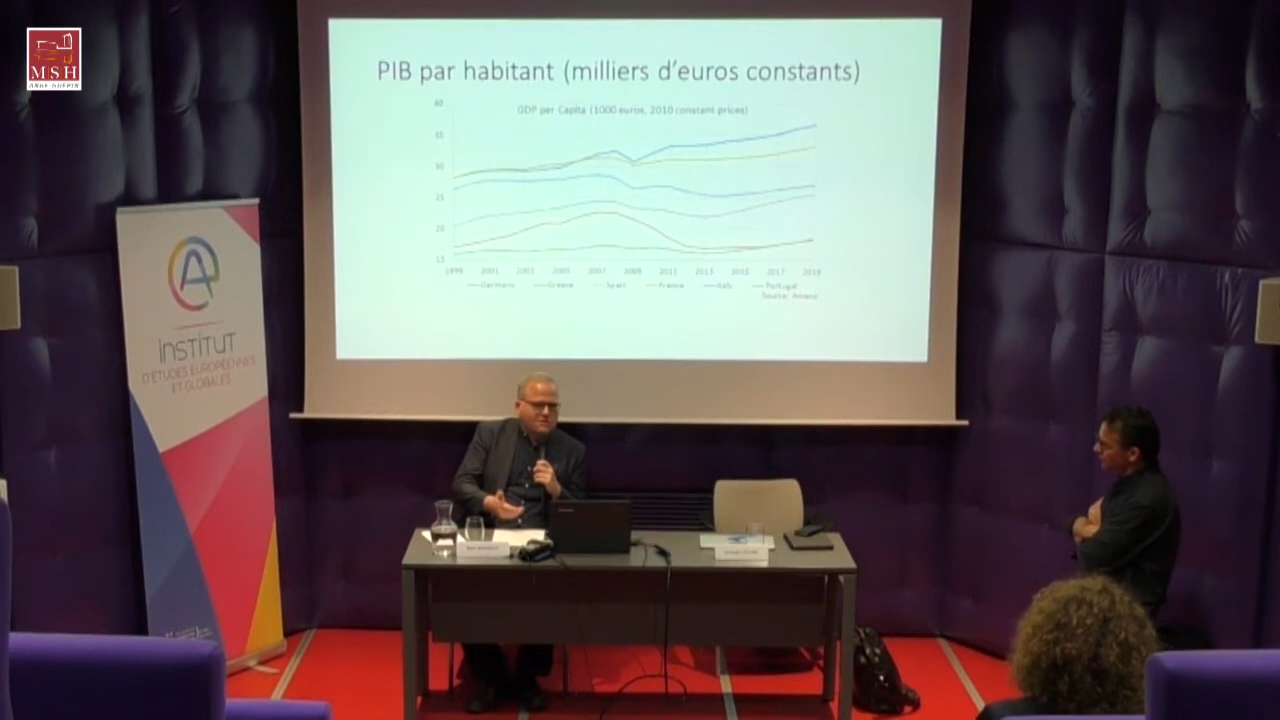 MSH
ANGE-GUÉPIN
PIB par habitant (milliers d'euros constants)
GDP per Capita (1000 euros, 2010 constant prices)
40
35
30
25
20
15
1999 2001 2003 2005 2007 2009 2011 2013 2015 2017 2019
Germany Greece Spain France Italy Portugal
Source: Ameco
INSTITUT
D'ÉTUDES EUROPÉENNES
ET GLOBALES